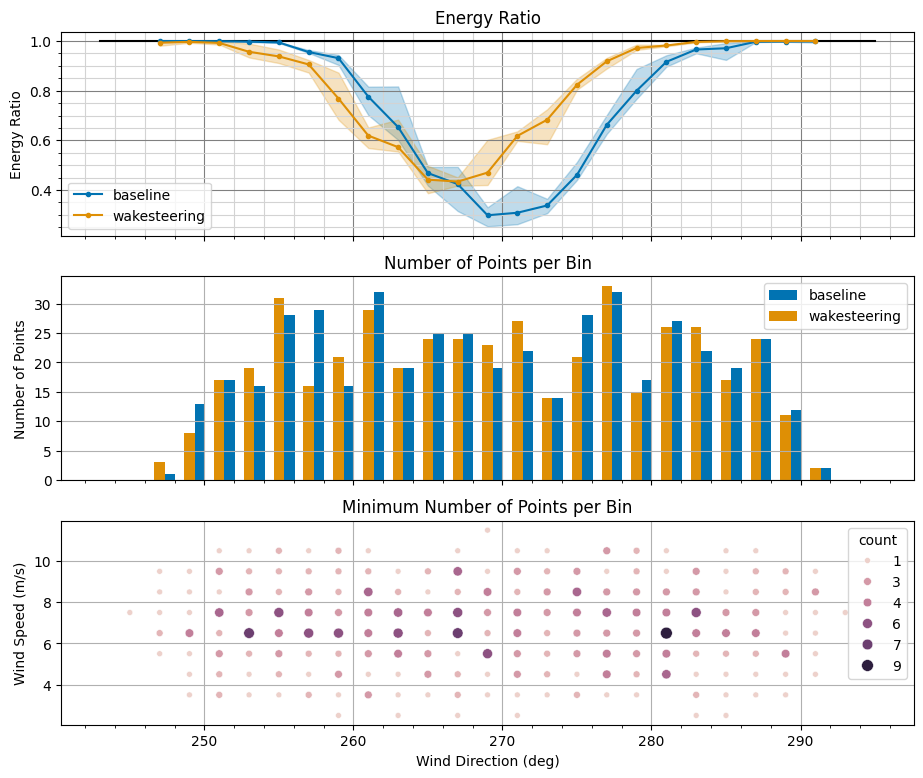 Energy Ratio
1.0
0.8
0.6
0.4
Energy Ratio
baseline
wakesteering
Number of Points per Bin
30
25
20
15
10
5
0
Number of Points
baseline
wakesteering
Minimum Number of Points per Bin
10
8
6
4
Wind Speed (m/s)
count
1
3
4
6
7
9
250 260 270 280 290
Wind Direction (deg)